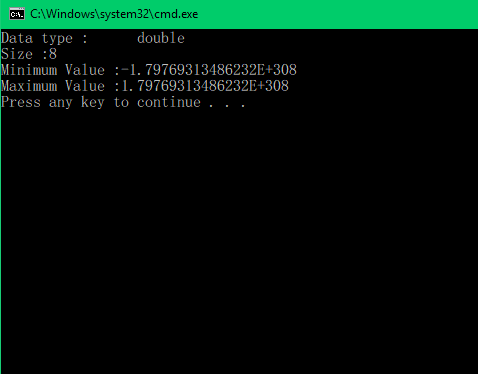 C:\Windows\system32\cmd.exe
Data type :      double
Size :8
Minimum Value :-1.79769313486232E+308
Maximum Value :1.79769313486232E+308
Press any key to continue . . .